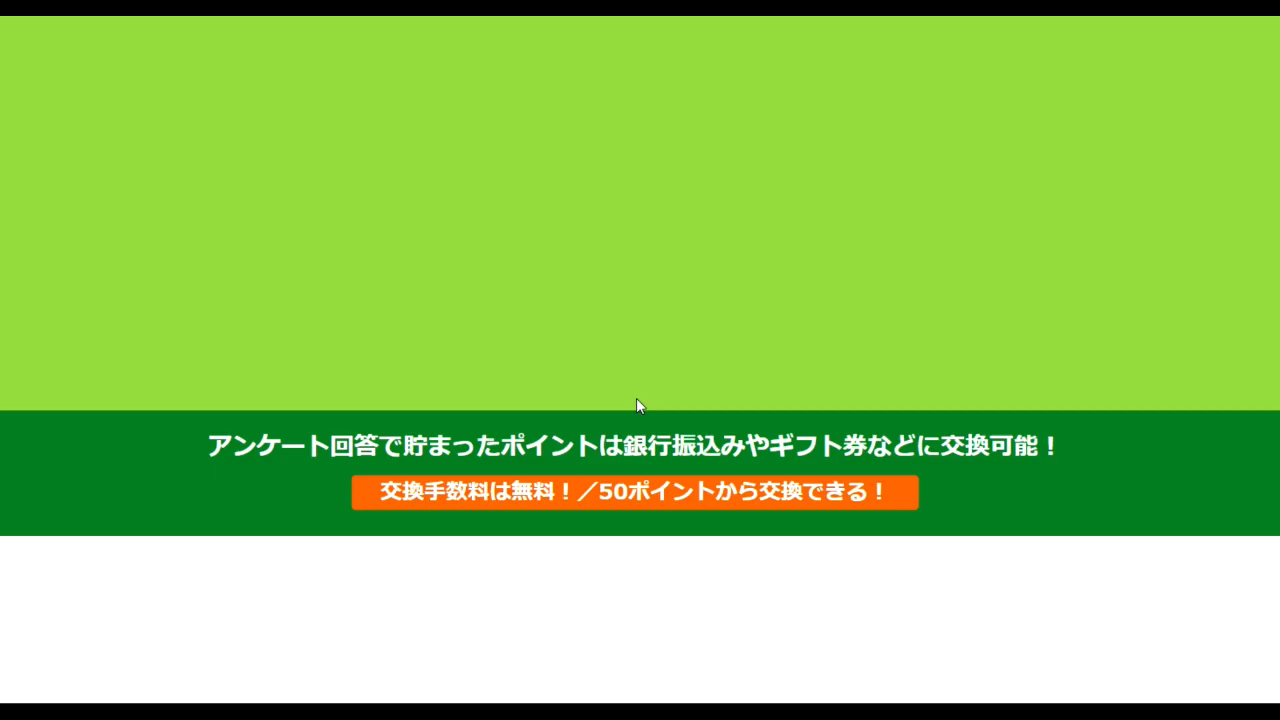 アンケート回答で貯まったポイントは銀行振込みやギフト券などに交換可能！
交換手数料は無料！／50ポイントから交換できる！